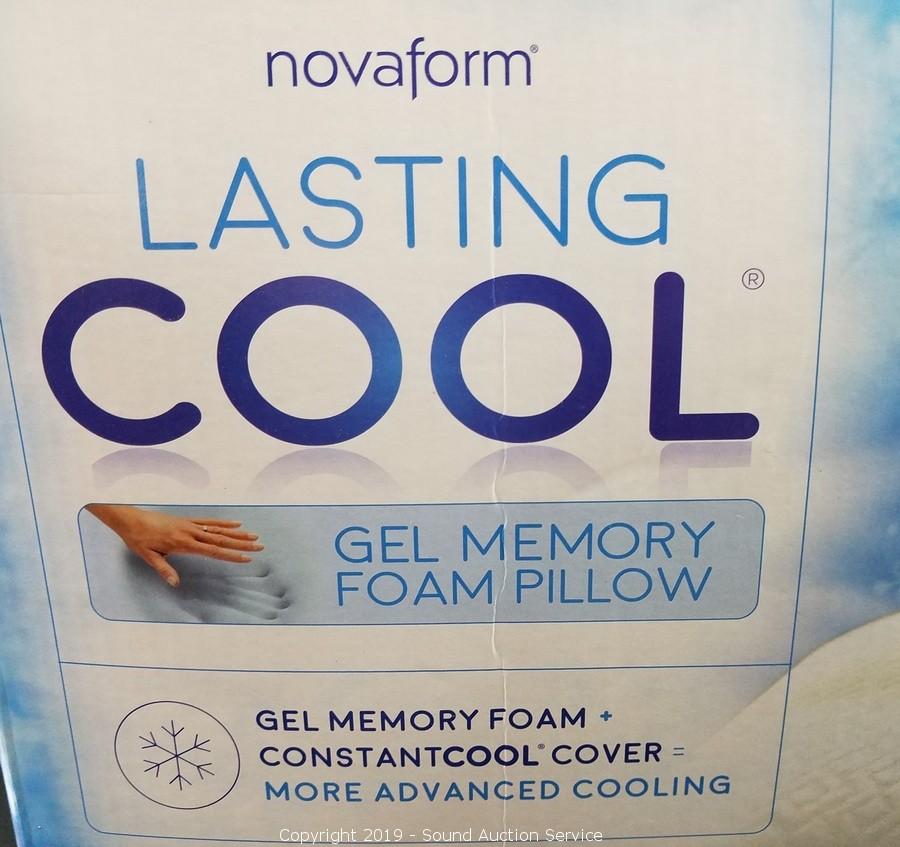 novaform®
LASTING
COOL®
GEL MEMORY
FOAM PILLOW
GEL MEMORY FOAM +
CONSTANTCOOL® COVER =
MORE ADVANCED COOLING
Copyright 2019 - Sound Auction Service